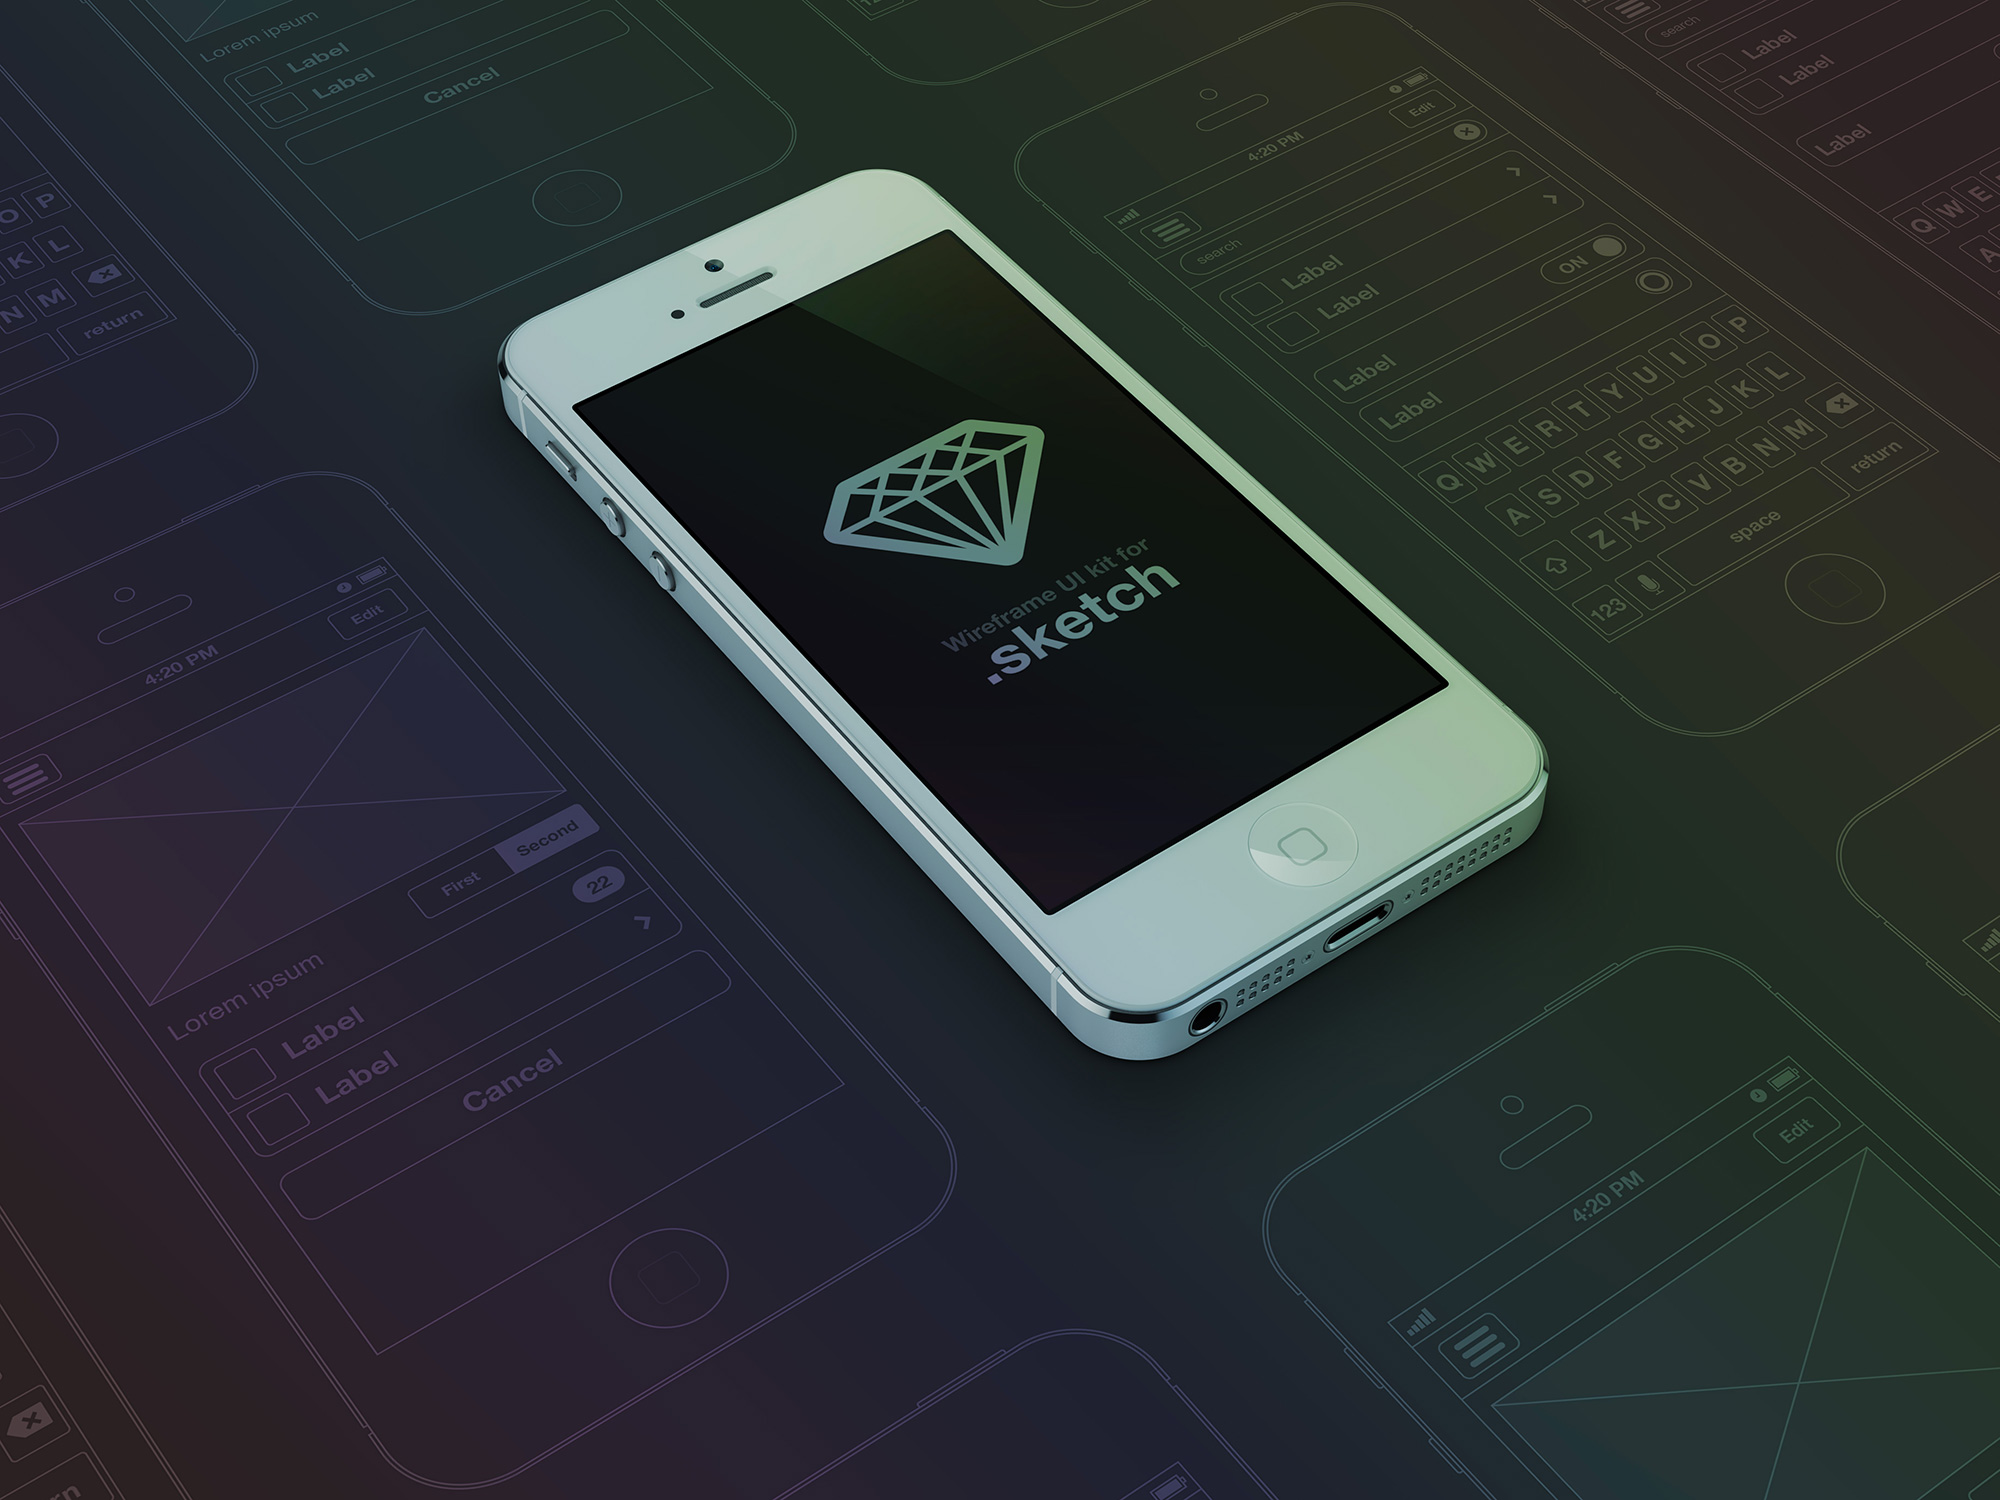 Lorem ipsum
Label
Label
Cancel
O P
K L
N M
return
4:20 PM
Edit
search
Label
Label
ON
Label
Label
Q W E R T Y U I O P
A S D F G H J K L
Z X C V B N M
123
space
return
search
Label
Label
Label
Q W E
A
Wireframe UI kit for
.sketch
4:20 PM
Edit
First
Second
22
Lorem ipsum
Label
Label
Cancel
4:20 PM
Edit